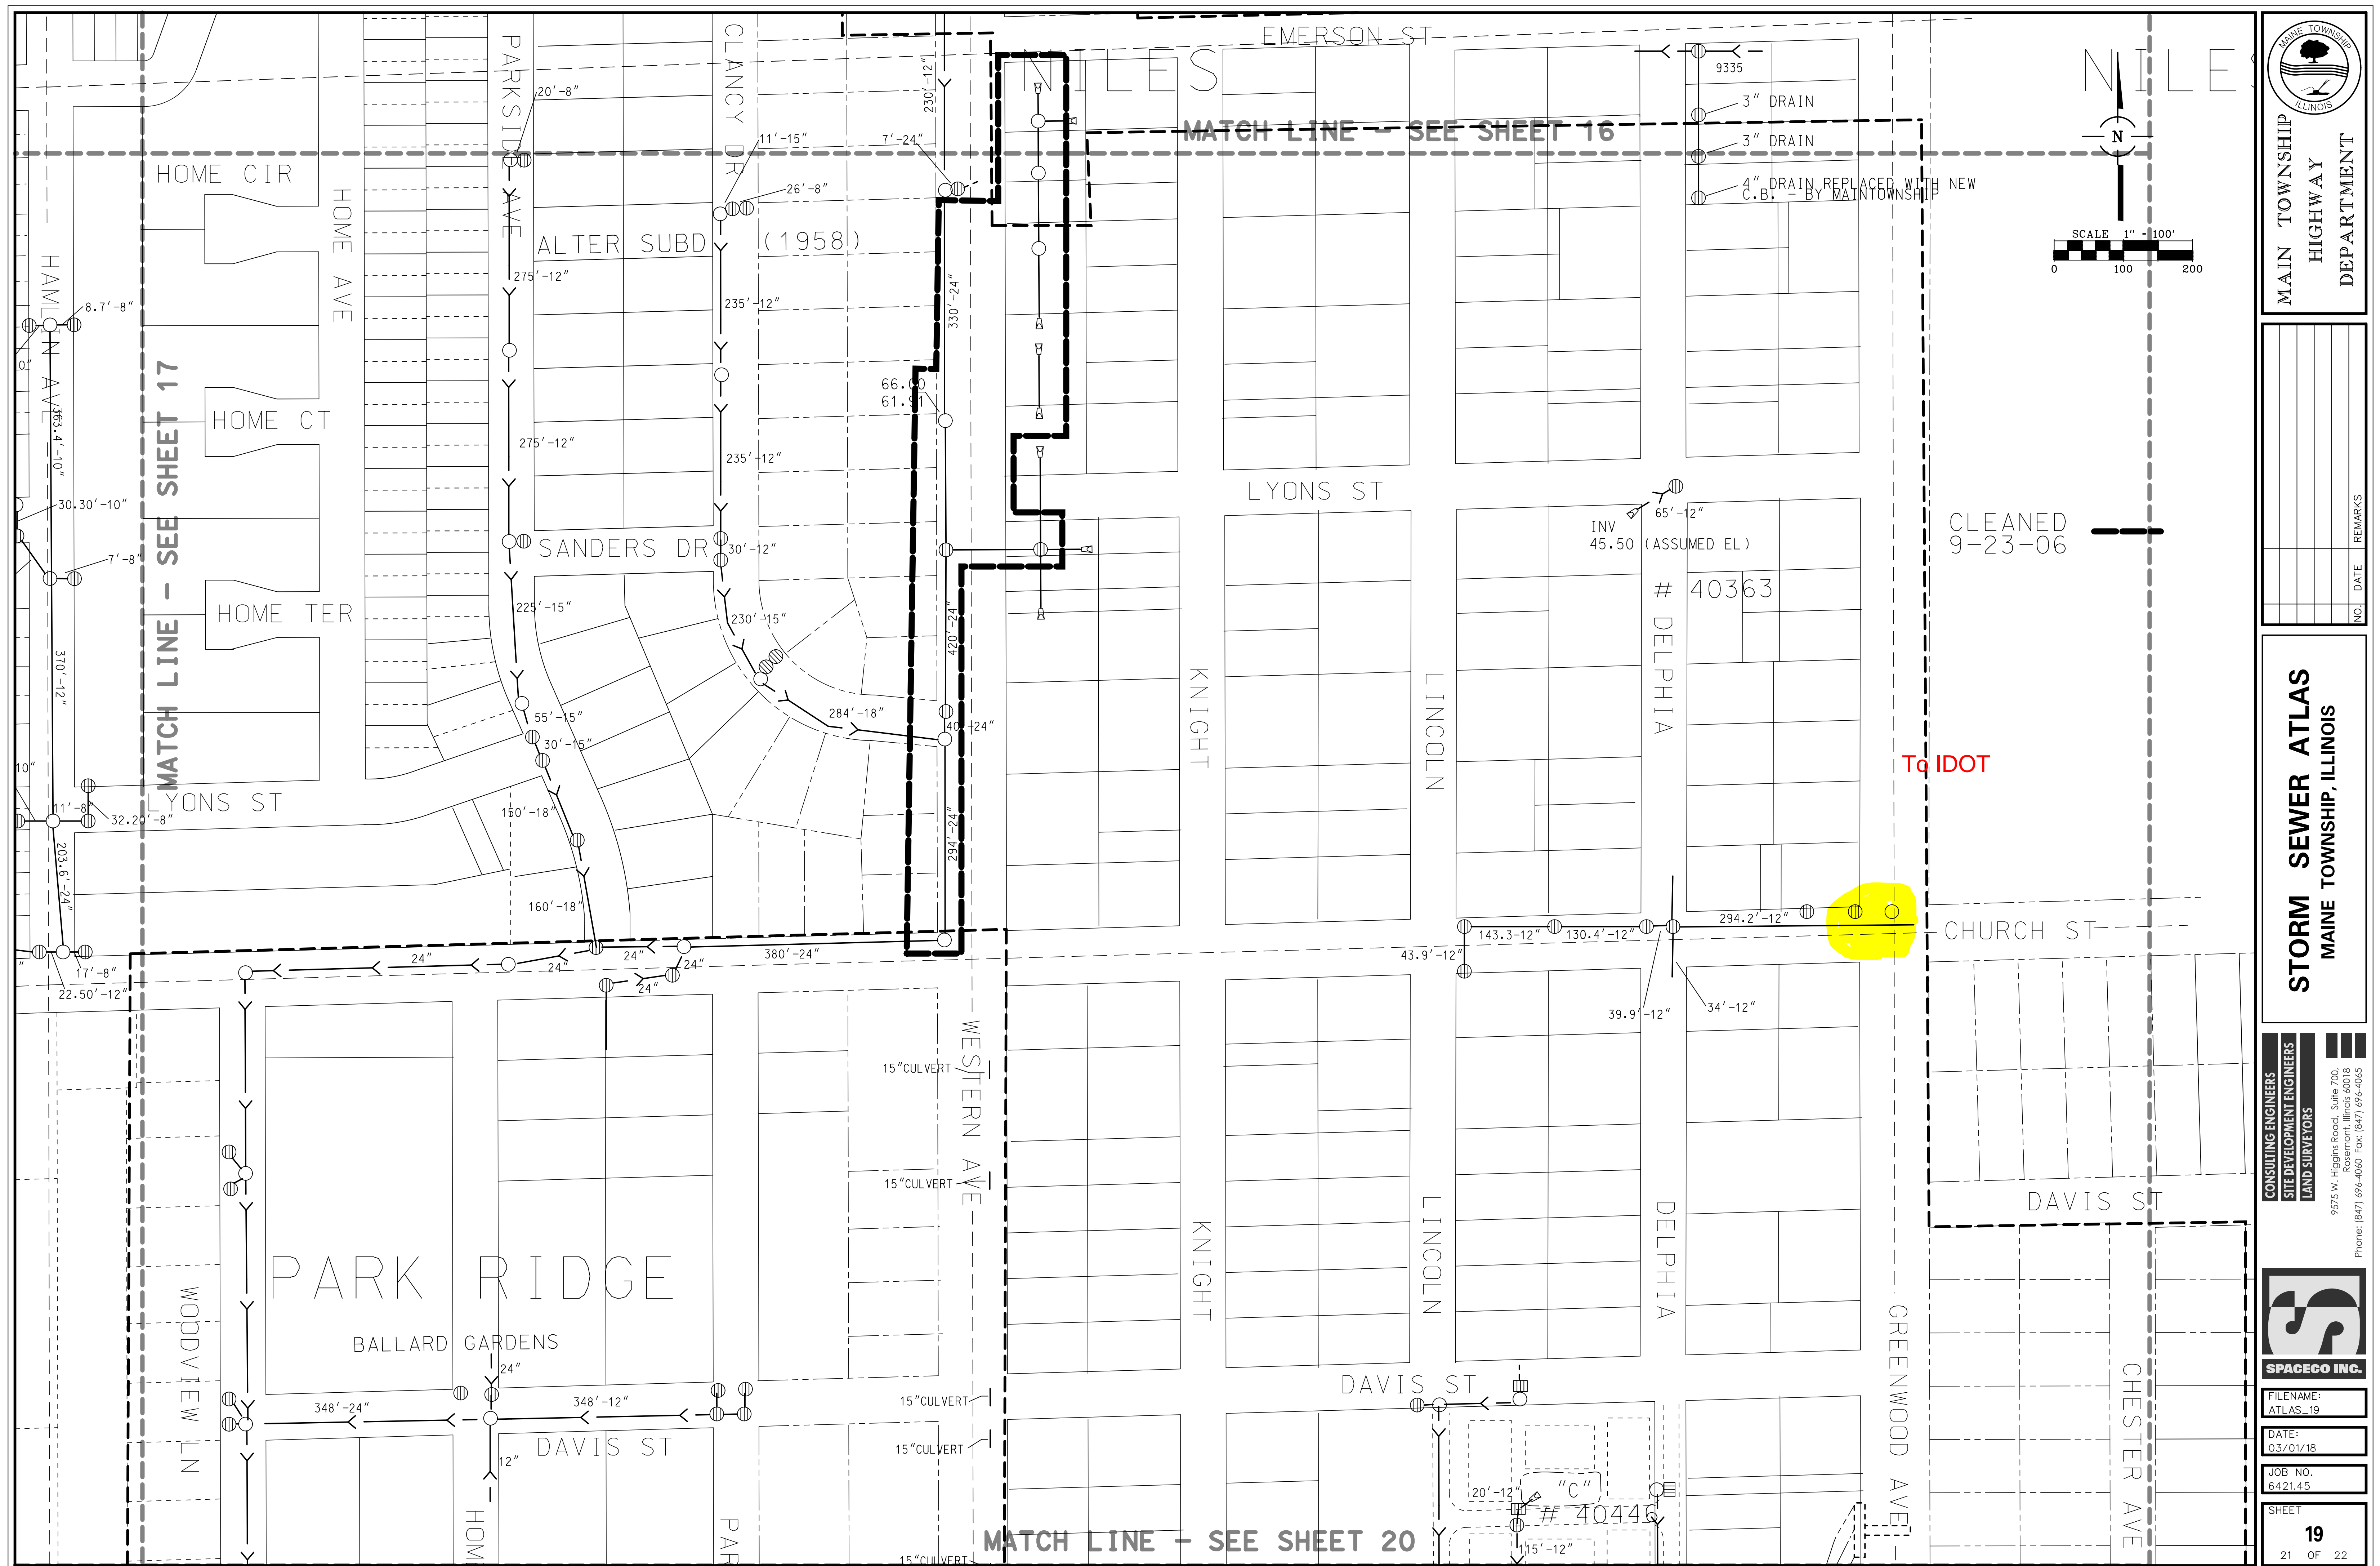 EMERSON ST
NILES
NILES
9335
3" DRAIN
MATCH LINE - SEE SHEET 16
3" DRAIN
4" DRAIN REPLACED WITH NEW
C.B. - BY MAINTOWNSHIP
N
SCALE 1" - 100'
0 100 200
PARKSIDE AVE
CLANCY DR
20'-8"
11'-15"
7'-24"
230'-12"
26'-8"
HOME CIR
HOME AVE
ALTER SUBD (1958)
HAMLIN AVE
8.7'-8"
275'-12"
235'-12"
330'-24"
MATCH LINE - SEE SHEET 17
HOME CT
363.4'-10"
275'-12"
235'-12"
61.91
30.30'-10"
7'-8"
LYONS ST
65'-12"
INV
45.50 (ASSUMED EL)
CLEANED
9-23-06
SANDERS DR
30'-12"
# 40363
HOME TER
225'-15"
230'-15"
420'-24"
370'-12"
KNIGHT
LINCOLN
DELPHIA
55'-15"
30'-15"
284'-18"
40'-24"
To IDOT
10"
11'-8"
32.20'-8"
LYONS ST
150'-18"
294'-24"
203.6'-24"
160'-18"
294.2'-12"
143.3-12"
130.4'-12"
CHURCH ST
24"
24"
24"
24"
24"
380'-24"
43.9'-12"
17'-8"
22.50'-12"
39.9'-12"
34'-12"
WESTERN AVE
15"CULVERT
15"CULVERT
KNIGHT
LINCOLN
DELPHIA
DAVIS ST
PARK RIDGE
WOODVIEW LN
BALLARD GARDENS
24"
348'-24"
348'-12"
15"CULVERT
DAVIS ST
GREENWOOD AVE
CHESTER AVE
DAVIS ST
15"CULVERT
12"
HOME
PAR
20'-12"
"C"
# 40446
MATCH LINE - SEE SHEET 20
15'-12"
15"CULVERT
MAINE TOWNSHIP
ILLINOIS
MAIN TOWNSHIP
HIGHWAY
DEPARTMENT
NO. DATE REMARKS
STORM SEWER ATLAS
MAINE TOWNSHIP, ILLINOIS
CONSULTING ENGINEERS
SITE DEVELOPMENT ENGINEERS
LAND SURVEYORS
9575 W. Higgins Road, Suite 700,
Rosemont, Illinois 60018
Phone: (847) 696-4060 Fax: (847) 696-4065
SPACECO INC.
FILENAME:
ATLAS_19
DATE:
03/01/18
JOB NO.
6421.45
SHEET
19
21 OF 22